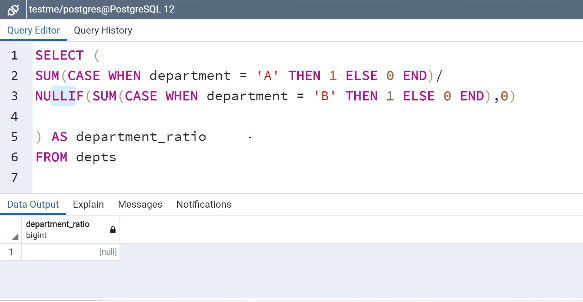 testme/postgres@PostgreSQL 12
Query Editor Query History
1 SELECT (
2 SUM(CASE WHEN department = 'A' THEN 1 ELSE 0 END)/
3 NULLIF(SUM(CASE WHEN department = 'B' THEN 1 ELSE 0 END),0)
4
5 ) AS department_ratio
6 FROM depts
7
Data Output Explain Messages Notifications
department_ratio
bigint
1 [null]